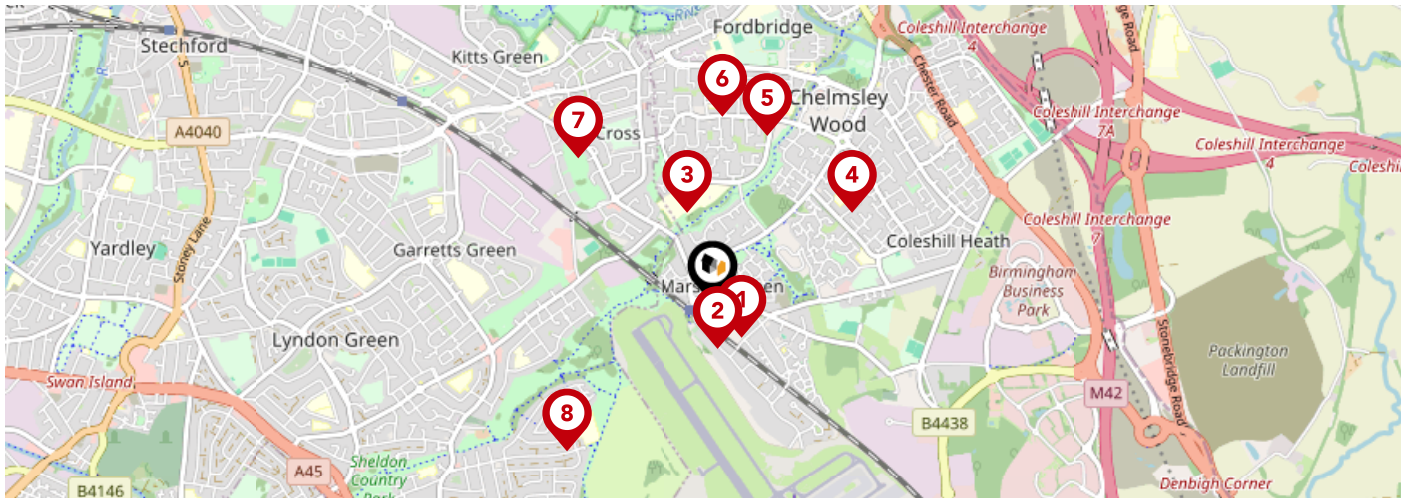 Stechford
S
Kitts Green
Fordbridge
Coleshill Interchange
4
Chester Road
6
5
Chelmsley
Wood
Coleshill Interchange
7A
A4040
7
Cross
3
4
Coleshill Interchange
4
Coleshill Interchange
7
Yardley
Stoney Lane
Garretts Green
Coleshill Heath
Birmingham
Business
Park
1
2
Lyndon Green
Packington
Landfill
Stonebridge Road
Swan Island
M42
8
B4438
A45
Sheldon
Country
Park
B4146
Denbigh Corner